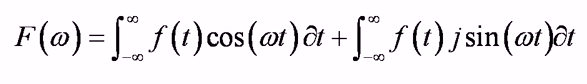 F(ω) = ∫_{-∞}^{∞} f(t) cos(ωt) ∂t + ∫_{-∞}^{∞} f(t) j sin(ωt) ∂t